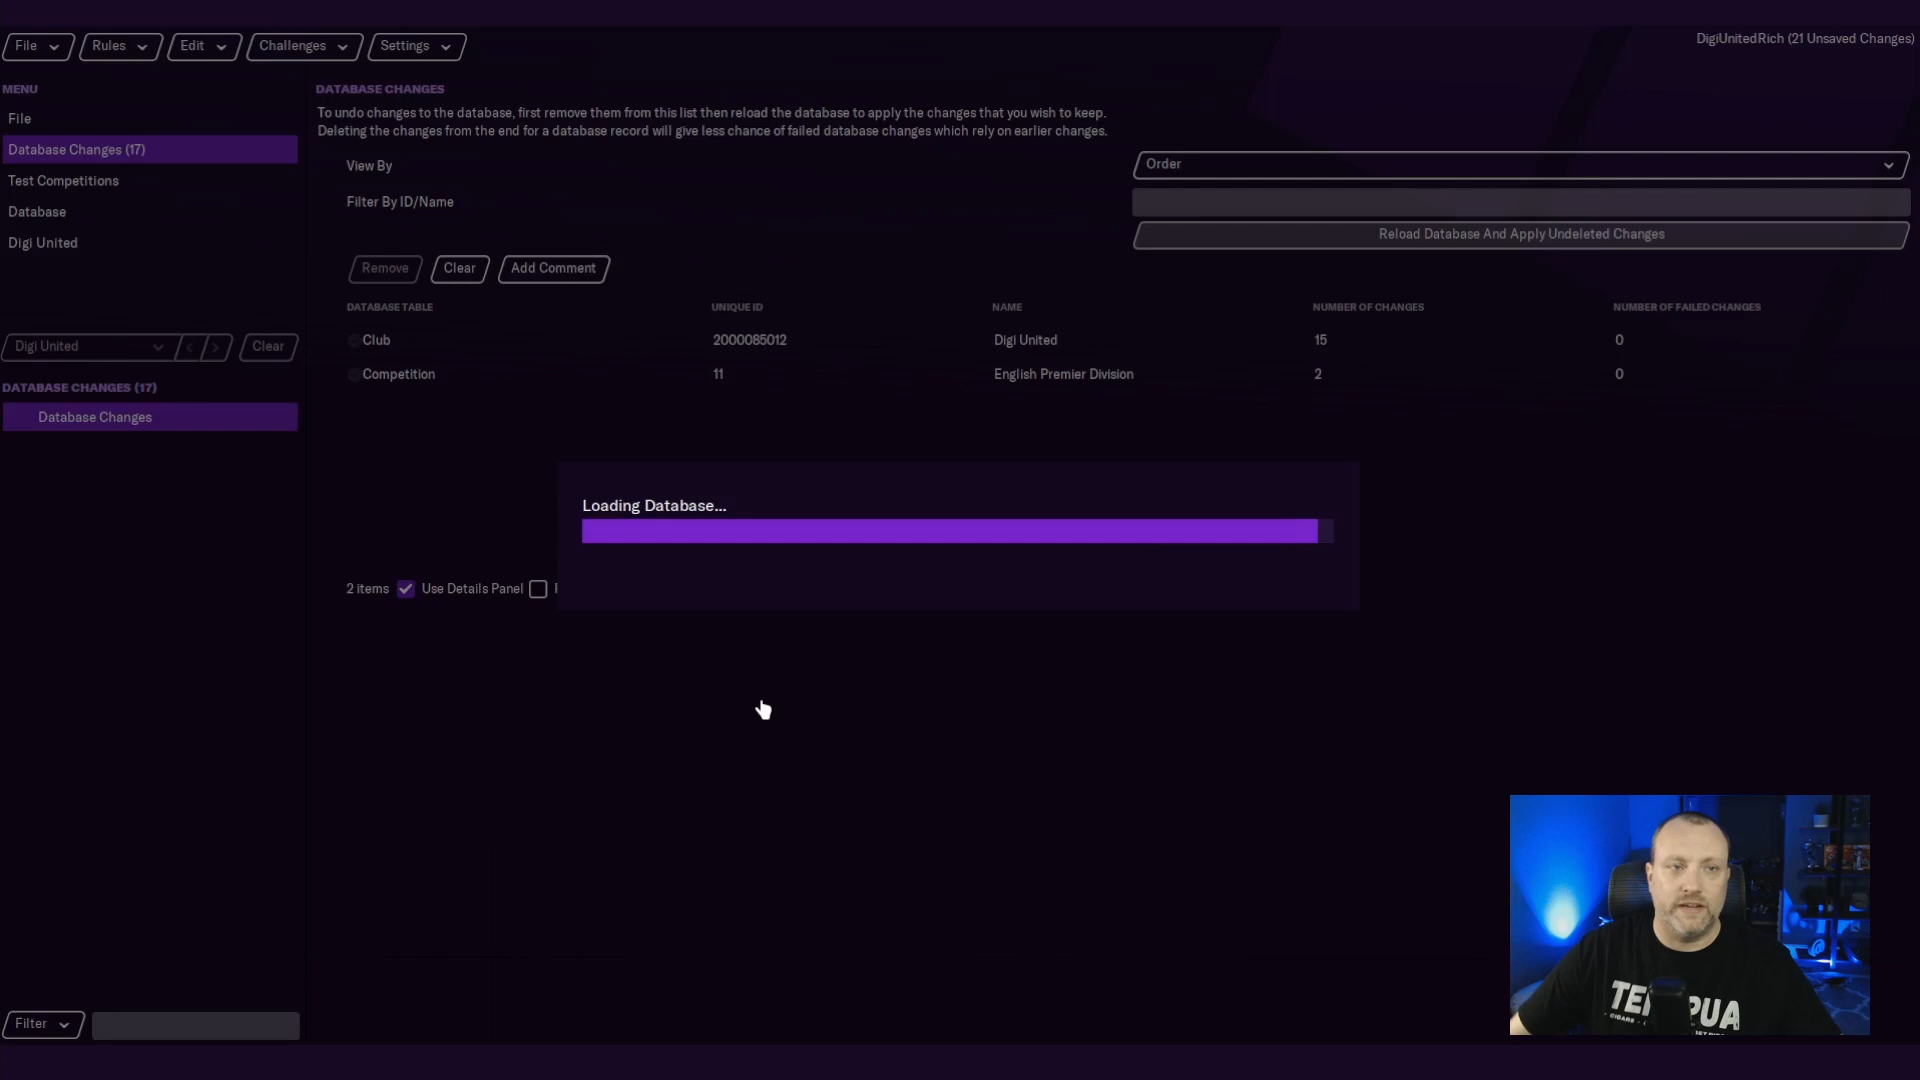 File
Rules
Edit
Challenges
Settings
DigiUnitedRich (21 Unsaved Changes)
MENU
File
Database Changes (17)
Test Competitions
Database
Digi United
Digi United
Clear
DATABASE CHANGES (17)
Database Changes
Filter
DATABASE CHANGES
To undo changes to the database, first remove them from this list then reload the database to apply the changes that you wish to keep.
Deleting the changes from the end for a database record will give less chance of failed database changes which rely on earlier changes.
View By
Order
Filter By ID/Name
Reload Database And Apply Undeleted Changes
Remove
Clear
Add Comment
DATABASE TABLE UNIQUE ID NAME NUMBER OF CHANGES NUMBER OF FAILED CHANGES
Club 2000085012 Digi United 15 0
Competition 11 English Premier Division 2 0
Loading Database...
2 items
Use Details Panel